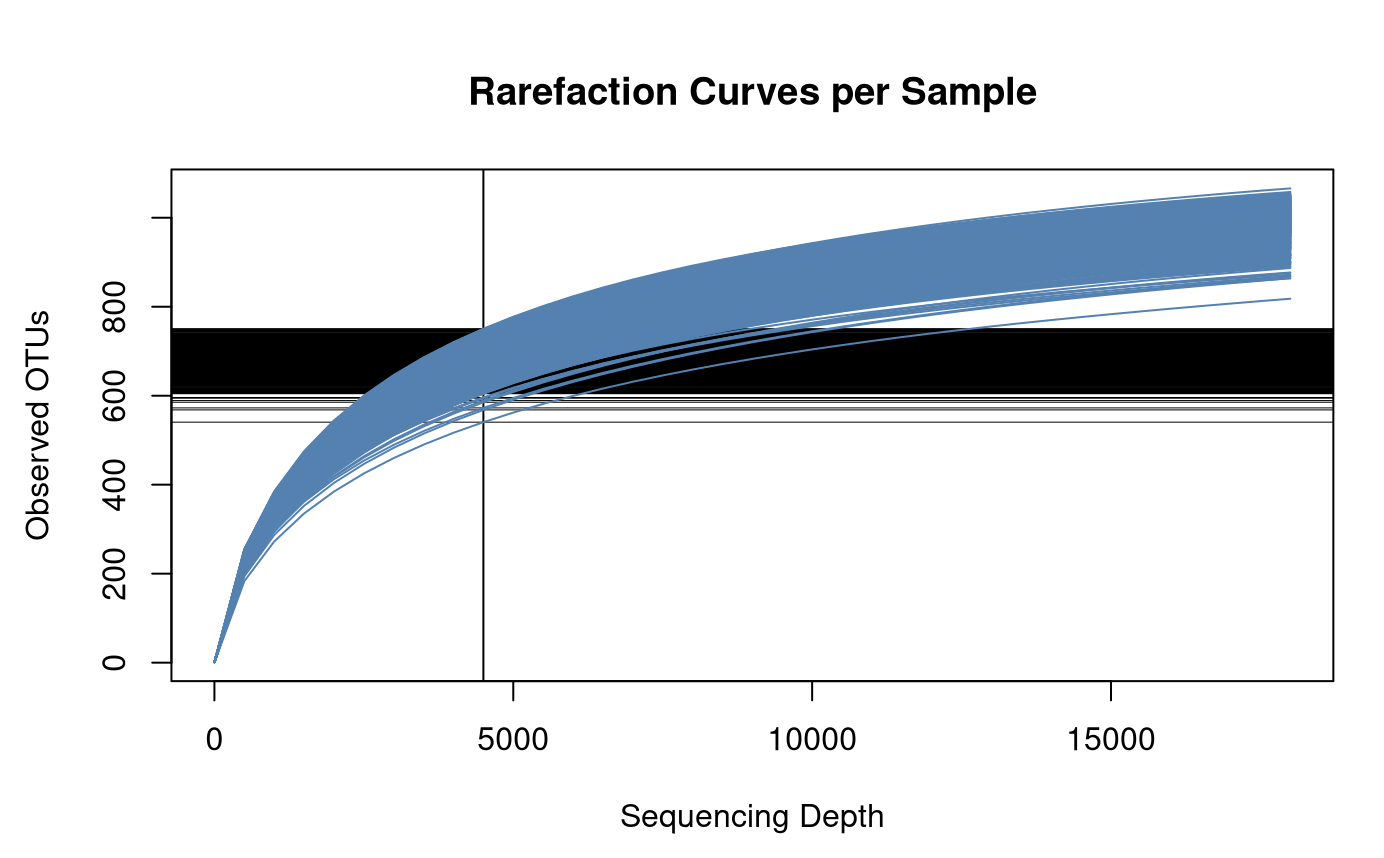 Rarefaction Curves per Sample
Observed OTUs
800
600
400
200
0
0 5000 10000 15000
Sequencing Depth